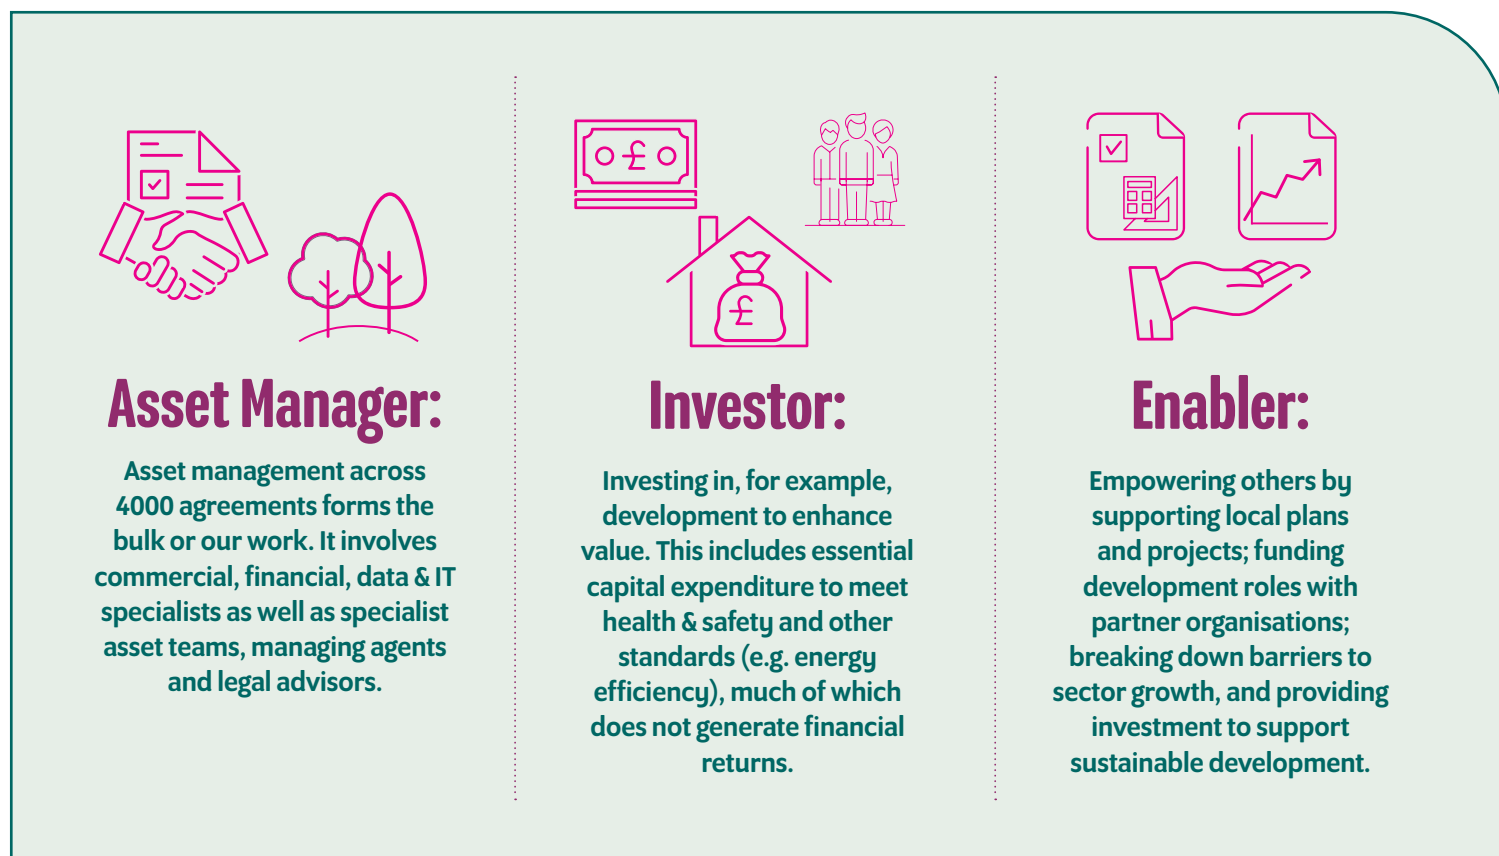 Asset Manager:
Asset management across
4000 agreements forms the
bulk or our work. It involves
commercial, financial, data & IT
specialists as well as specialist
asset teams, managing agents
and legal advisors.
£
£
Investor:
Investing in, for example,
development to enhance
value. This includes essential
capital expenditure to meet
health & safety and other
standards (e.g. energy
efficiency), much of which
does not generate financial
returns.
Enabler:
Empowering others by
supporting local plans
and projects; funding
development roles with
partner organisations;
breaking down barriers to
sector growth, and providing
investment to support
sustainable development.